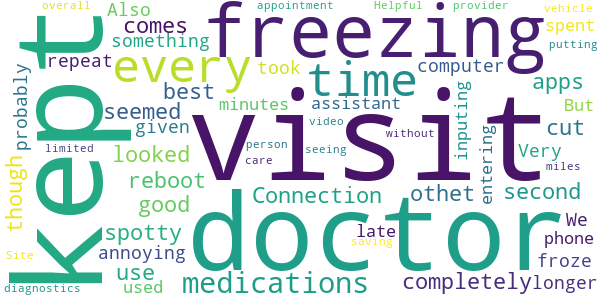 overall
appointment
Helpful
provider
vehicle
Also
something
comes
freezing
spent
putting
kept
repeat
every
took
time
computer
apps
best
probably
seemed
minutes
assistant
inputing
But
given
video
without
cut
limited
looked
person
seeing
visit
entering
Very
care
miles
though
reboot
good
Connection
othet
second
doctor
spotty
late
We
phone
annoying
saving
froze
Site
use
medications
completely
longer
diagnostics
used